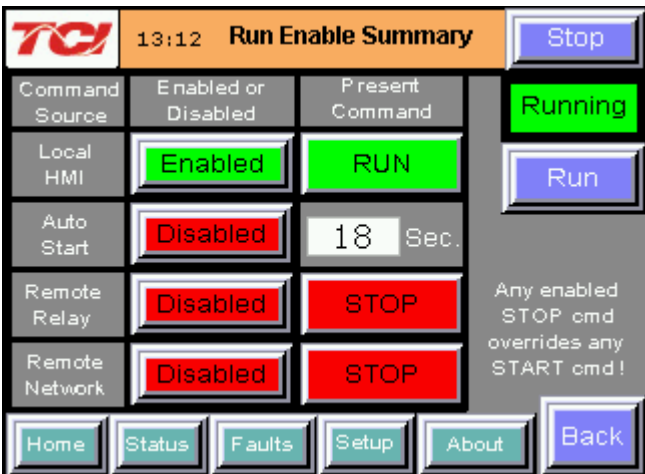 TCI 13:12 Run Enable Summary Stop
Command Source
Enabled or Disabled
Present Command
Running
Local HMI
Enabled
RUN
Run
Auto Start
Disabled
18 Sec.
Remote Relay
Disabled
STOP
Any enabled
STOP cmd
overrides any
START cmd!
Remote Network
Disabled
STOP
Home Status Faults Setup About Back